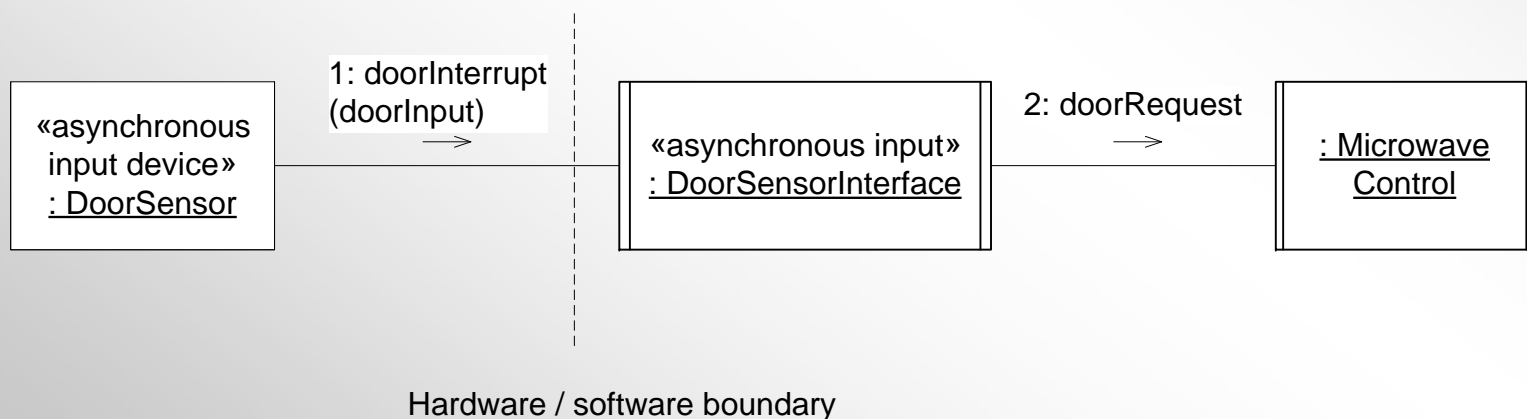 «asynchronous
input device»
: DoorSensor
1: doorInterrupt
(doorInput)
«asynchronous input»
: DoorSensorInterface
2: doorRequest
: Microwave
Control
Hardware / software boundary